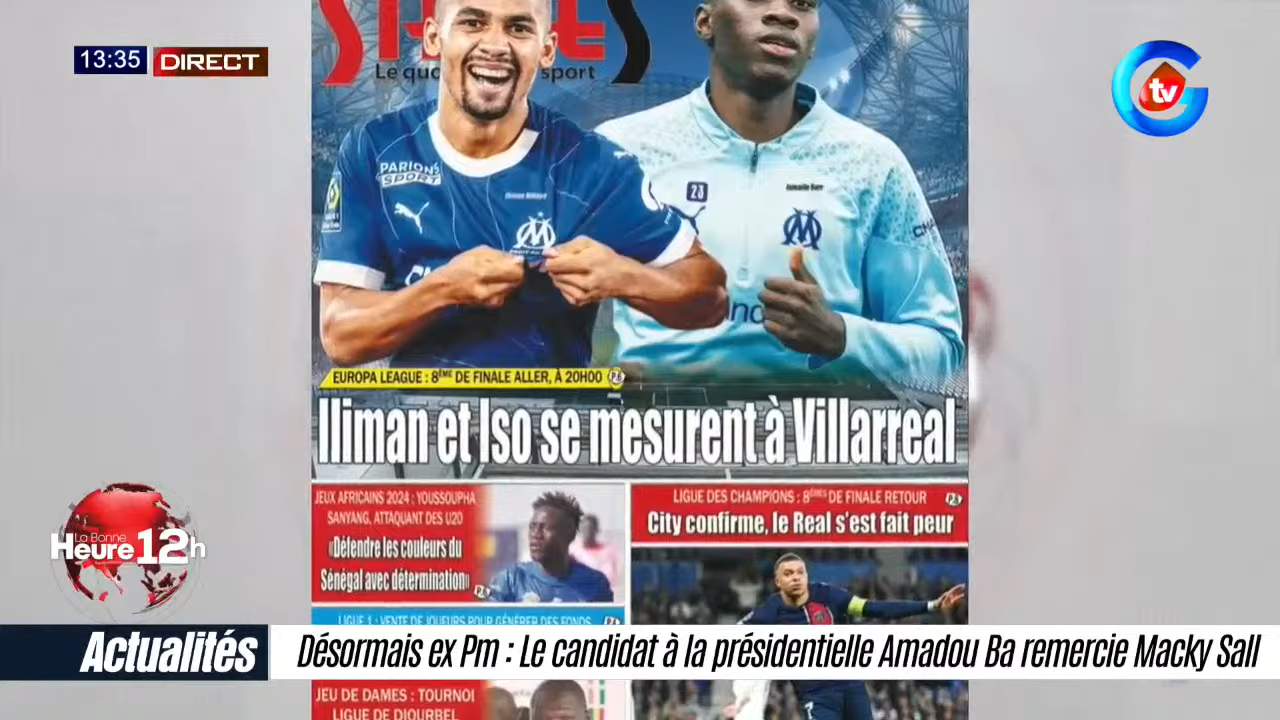 13:35 DIRECT
G tv
Le quo
sport
PARIONS
SPORT
23
EUROPA LEAGUE : 8ÈME DE FINALE ALLER, À 20H00
Iliman et Iso se mesurent à Villarreal
JEUX AFRICAINS 2024 : YOUSSOUPHA
SANYANG, ATTAQUANT DES U20
«Défendre les couleurs du
Sénégal avec détermination»
LIGUE DES CHAMPIONS : 8ÈMES DE FINALE RETOUR
City confirme, le Real s'est fait peur
LIGUE 1 : VENTE DE JOUEURS POUR GÉNÉRER DES FONDS
La Bonne
Heure 12h
Actualités
Désormais ex Pm : Le candidat à la présidentielle Amadou Ba remercie Macky Sall
JEU DE DAMES : TOURNOI
LIGUE DE DIOURBEL
7